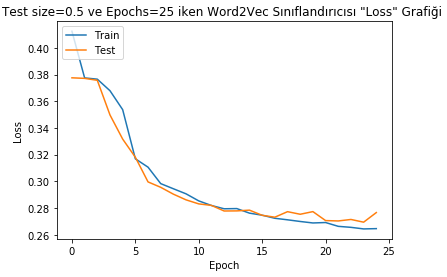 Test size=0.5 ve Epochs=25 iken Word2Vec Sınıflandırıcısı "Loss" Grafiği
Train
Test
0.40
0.38
0.36
0.34
0.32
0.30
0.28
0.26
Loss
0
5
10
15
20
25
Epoch